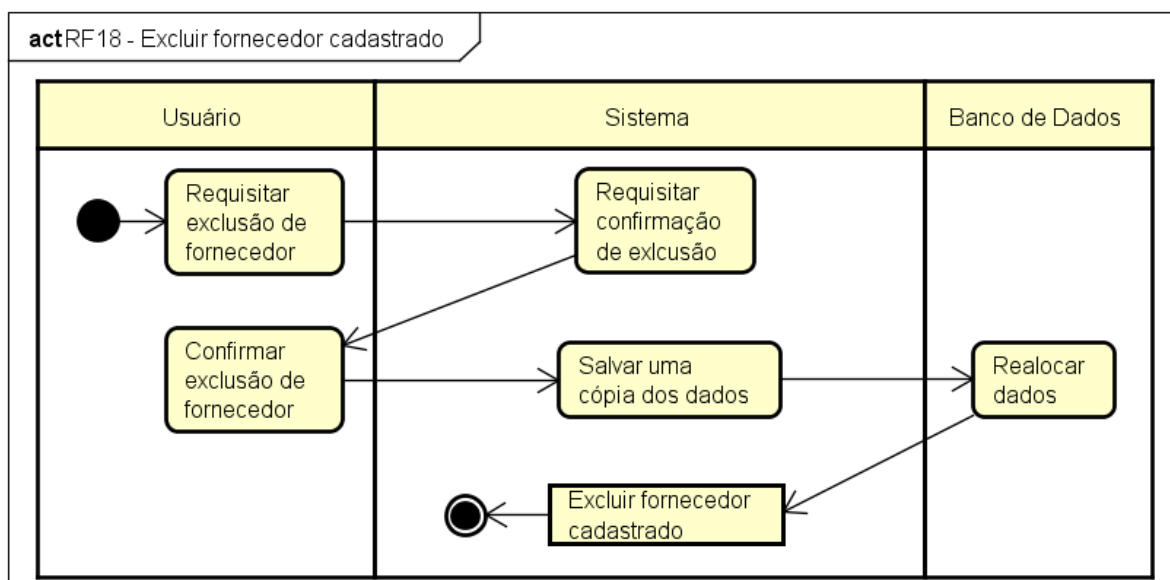 act RF18 - Excluir fornecedor cadastrado
Usuário
Sistema
Banco de Dados
Requisitar
exclusão de
fornecedor
Requisitar
confirmação
de exlcusão
Confirmar
exclusão de
fornecedor
Salvar uma
cópia dos dados
Realocar
dados
Excluir fornecedor
cadastrado